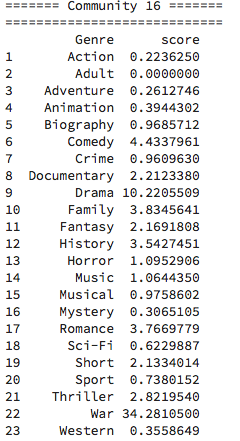 ======= Community 16 =======
============================
Genre score
1 Action 0.2236250
2 Adult 0.0000000
3 Adventure 0.2612746
4 Animation 0.3944302
5 Biography 0.9685712
6 Comedy 4.4337961
7 Crime 0.9609630
8 Documentary 2.2123380
9 Drama 10.2205509
10 Family 3.8345641
11 Fantasy 2.1691808
12 History 3.5427451
13 Horror 1.0952906
14 Music 1.0644350
15 Musical 0.9758602
16 Mystery 0.3065105
17 Romance 3.7669779
18 Sci-Fi 0.6229887
19 Short 2.1334014
20 Sport 0.7380152
21 Thriller 2.8219540
22 War 34.2810500
23 Western 0.3558649